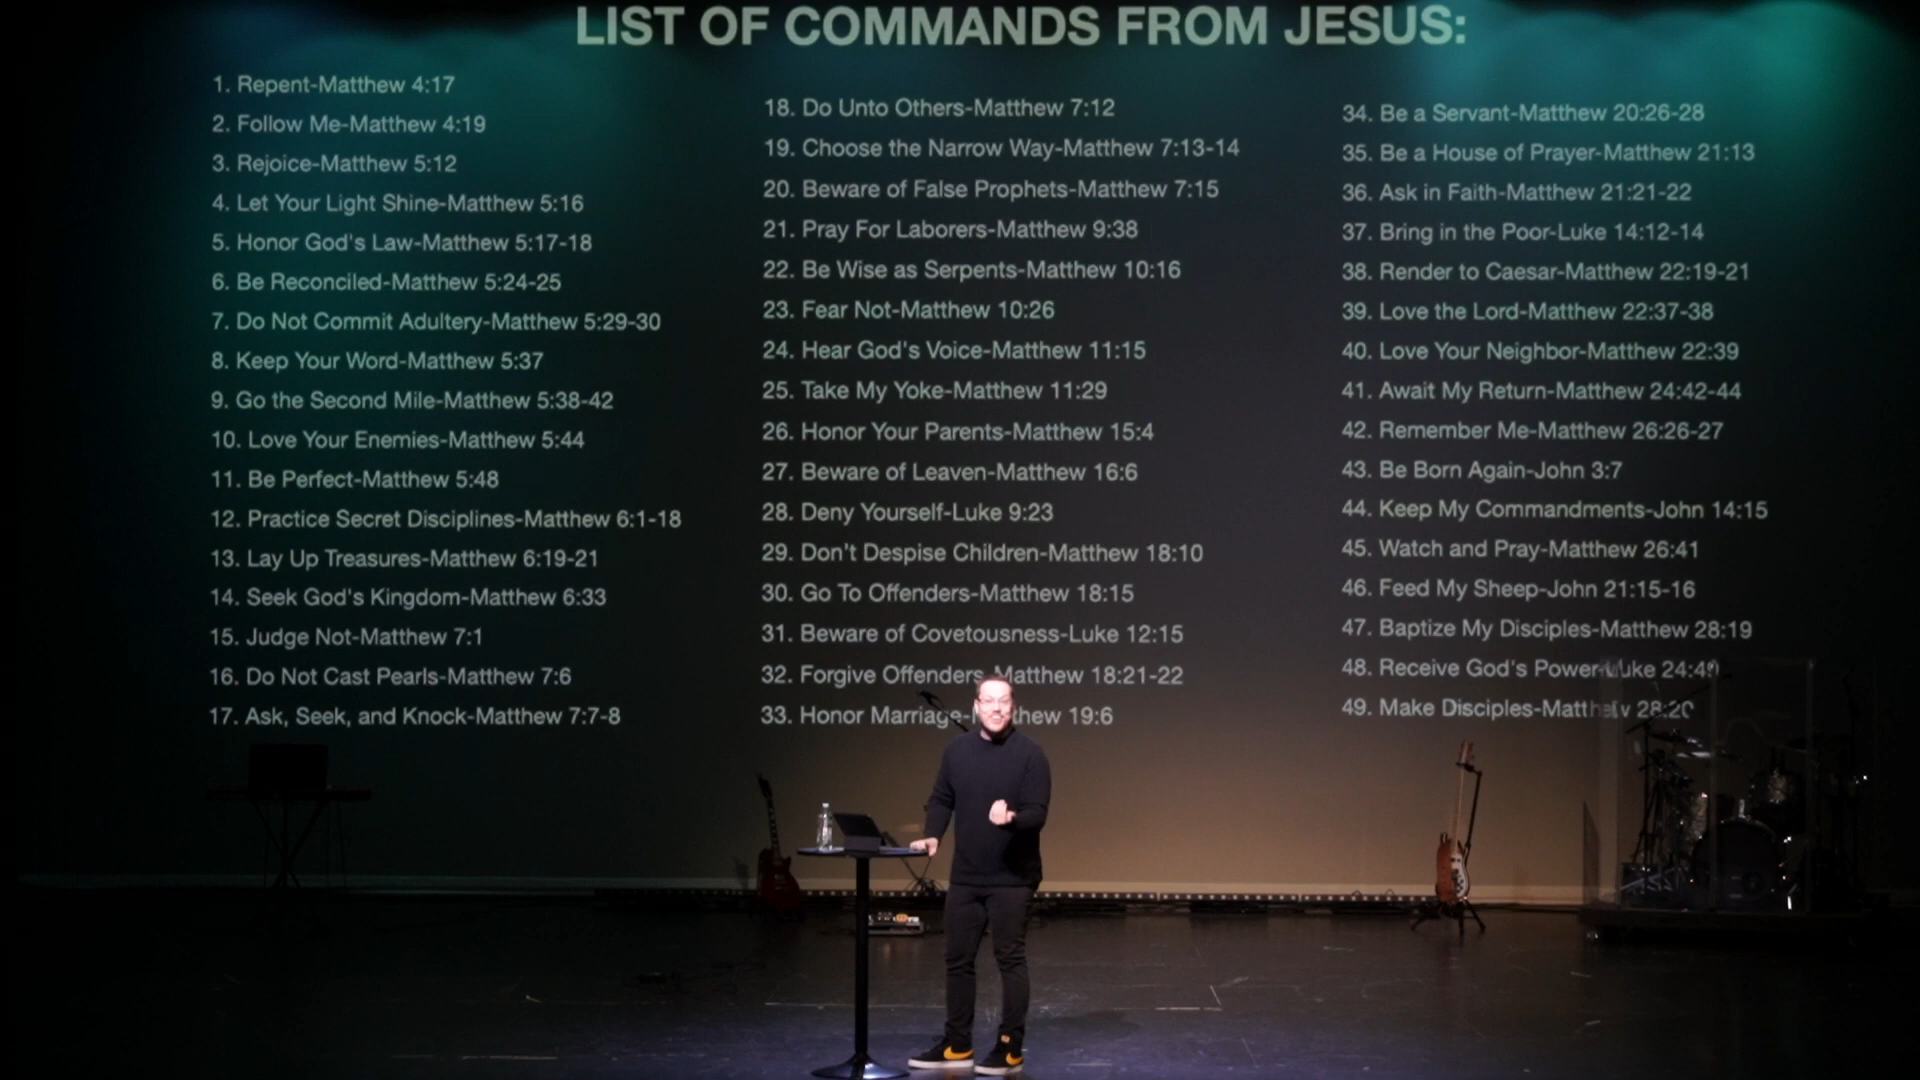 LIST OF COMMANDS FROM JESUS:
1. Repent-Matthew 4:17
2. Follow Me-Matthew 4:19
3. Rejoice-Matthew 5:12
4. Let Your Light Shine-Matthew 5:16
5. Honor God's Law-Matthew 5:17-18
6. Be Reconciled-Matthew 5:24-25
7. Do Not Commit Adultery-Matthew 5:29-30
8. Keep Your Word-Matthew 5:37
9. Go the Second Mile-Matthew 5:38-42
10. Love Your Enemies-Matthew 5:44
11. Be Perfect-Matthew 5:48
12. Practice Secret Disciplines-Matthew 6:1-18
13. Lay Up Treasures-Matthew 6:19-21
14. Seek God's Kingdom-Matthew 6:33
15. Judge Not-Matthew 7:1
16. Do Not Cast Pearls-Matthew 7:6
17. Ask, Seek, and Knock-Matthew 7:7-8
18. Do Unto Others-Matthew 7:12
19. Choose the Narrow Way-Matthew 7:13-14
20. Beware of False Prophets-Matthew 7:15
21. Pray For Laborers-Matthew 9:38
22. Be Wise as Serpents-Matthew 10:16
23. Fear Not-Matthew 10:26
24. Hear God's Voice-Matthew 11:15
25. Take My Yoke-Matthew 11:29
26. Honor Your Parents-Matthew 15:4
27. Beware of Leaven-Matthew 16:6
28. Deny Yourself-Luke 9:23
29. Don't Despise Children-Matthew 18:10
30. Go To Offenders-Matthew 18:15
31. Beware of Covetousness-Luke 12:15
32. Forgive Offenders-Matthew 18:21-22
33. Honor Marriage-Matthew 19:6
34. Be a Servant-Matthew 20:26-28
35. Be a House of Prayer-Matthew 21:13
36. Ask in Faith-Matthew 21:21-22
37. Bring in the Poor-Luke 14:12-14
38. Render to Caesar-Matthew 22:19-21
39. Love the Lord-Matthew 22:37-38
40. Love Your Neighbor-Matthew 22:39
41. Await My Return-Matthew 24:42-44
42. Remember Me-Matthew 26:26-27
43. Be Born Again-John 3:7
44. Keep My Commandments-John 14:15
45. Watch and Pray-Matthew 26:41
46. Feed My Sheep-John 21:15-16
47. Baptize My Disciples-Matthew 28:19
48. Receive God's Power-Luke 24:49
49. Make Disciples-Matthew 28:20